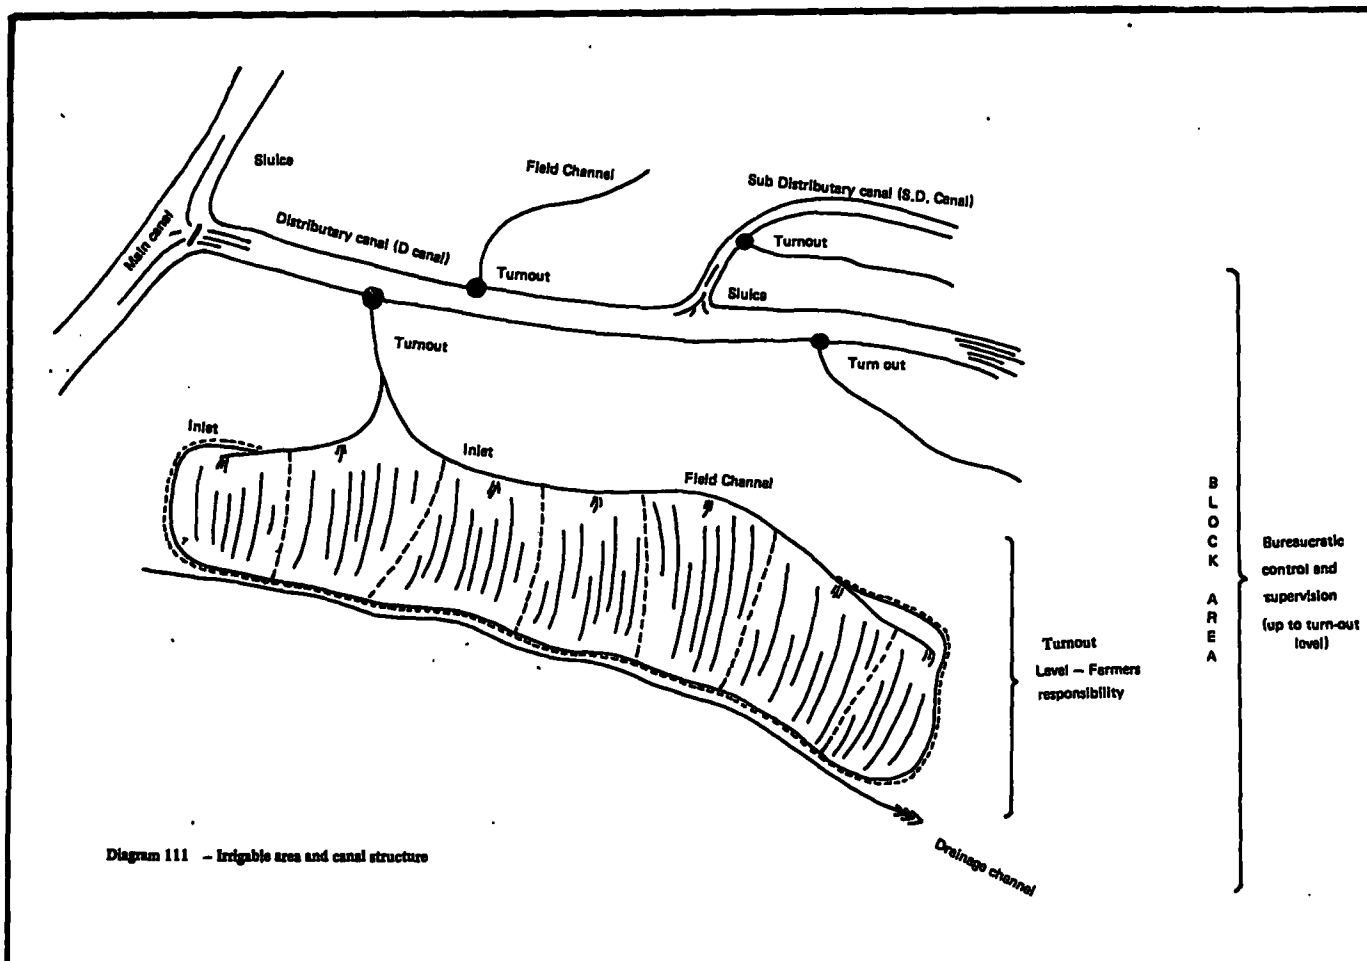 Sluice
Main canal
Distributary canal (D canal)
Field Channel
Turnout
Sub Distributary canal (S.D. Canal)
Turnout
Sluice
Turnout
Turn out
Inlet
Inlet
Field Channel
Turnout
Level – Farmers
responsibility
BLOCK AREA
Bureaucratic
control and
supervision
(up to turn-out
level)
Drainage channel
Diagram 111 – Irrigable area and canal structure